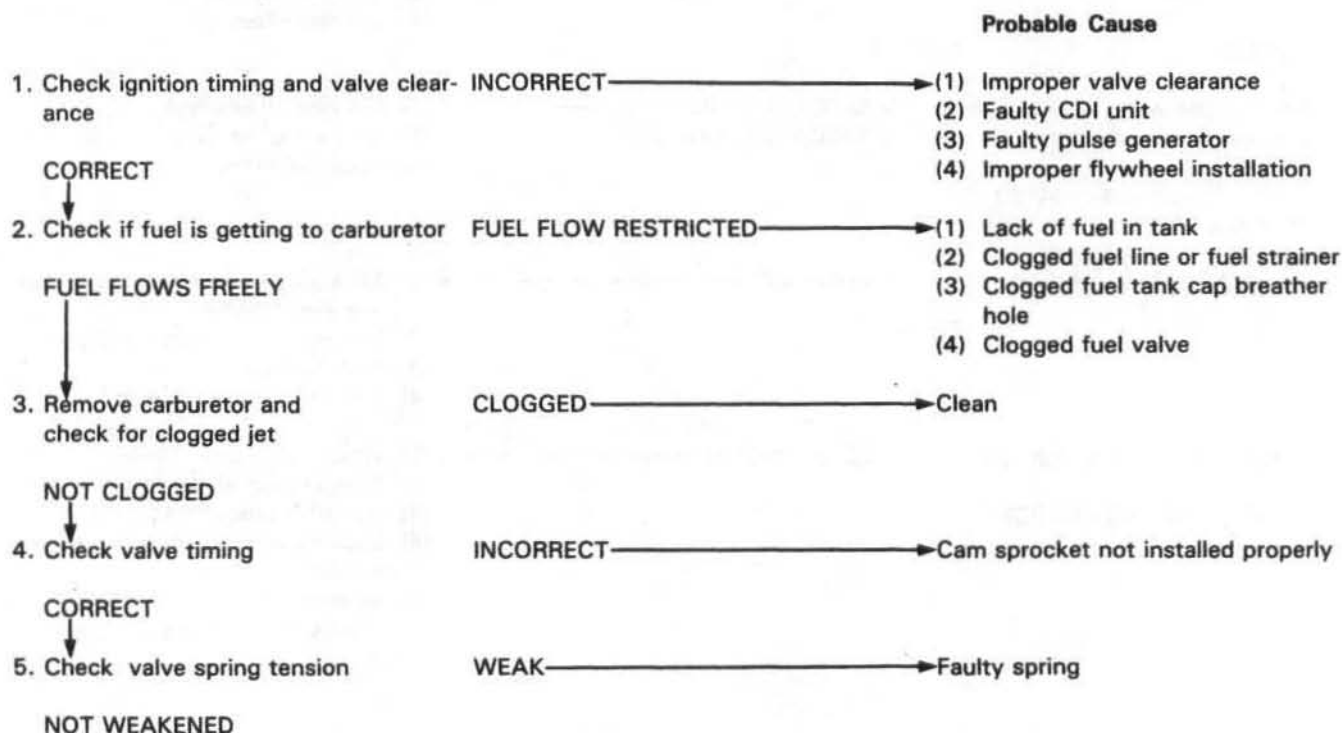 Probable Cause
1. Check ignition timing and valve clear-
ance
INCORRECT
(1) Improper valve clearance
(2) Faulty CDI unit
(3) Faulty pulse generator
(4) Improper flywheel installation
CORRECT
2. Check if fuel is getting to carburetor
FUEL FLOW RESTRICTED
(1) Lack of fuel in tank
(2) Clogged fuel line or fuel strainer
(3) Clogged fuel tank cap breather
hole
(4) Clogged fuel valve
FUEL FLOWS FREELY
3. Remove carburetor and
check for clogged jet
CLOGGED
Clean
NOT CLOGGED
4. Check valve timing
INCORRECT
Cam sprocket not installed properly
CORRECT
5. Check valve spring tension
WEAK
Faulty spring
NOT WEAKENED